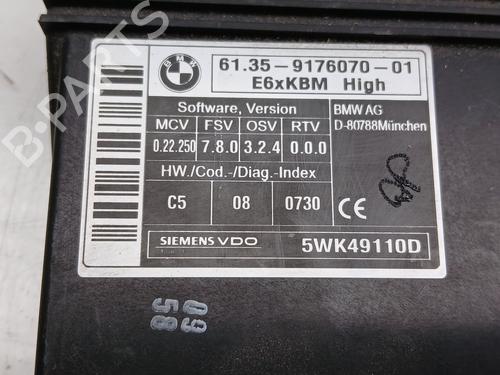 BMW
61.35-9176070-01
E6xKBM High
Software, Version
MCV FSV OSV RTV
0.22.250 7.8.0 3.2.4 0.0.0
BMW AG
D-80788München
HW./Cod.-/Diag.-Index
C5 08 0730
CE
SIEMENS VDO 5WK49110D
09
58
B-PARTS